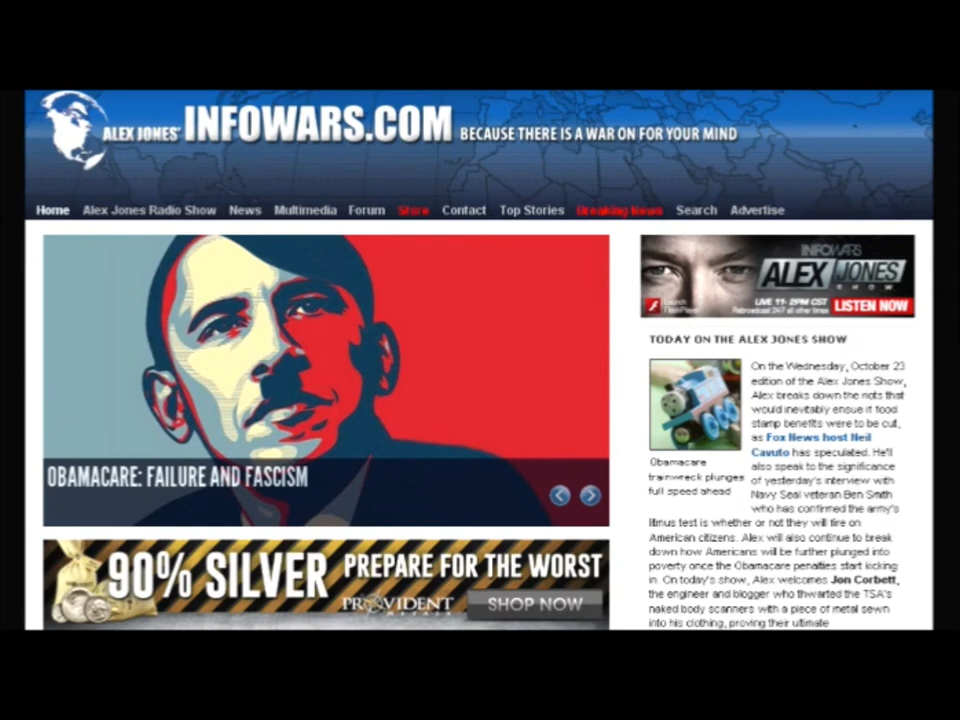 ALEX JONES' INFOWARS.COM BECAUSE THERE IS A WAR ON FOR YOUR MIND
Home Alex Jones Radio Show News Multimedia Forum Store Contact Top Stories Breaking News Search Advertise
OBAMACARE: FAILURE AND FASCISM
90% SILVER PREPARE FOR THE WORST
PROVIDENT
METALS
SHOP NOW
INFOWARS
ALEX JONES
SHOW
LIVE 11-2PM CST
Retroadcast 24/7 at other times
LISTEN NOW
Launch
FlashPlayer
TODAY ON THE ALEX JONES SHOW
Obamacare
trainwreck plunges
full speed ahead
On the Wednesday, October 23
edition of the Alex Jones Show,
Alex breaks down the riots that
would inevitably ensue if food
stamp benefits were to be cut,
as Fox News host Neil
Cavuto has speculated. He'll
also speak to the significance
of yesterday's interview with
Navy Seal veteran Ben Smith
who has confirmed the army's
litmus test is whether or not they will fire on
American citizens. Alex will also continue to break
down how Americans will be further plunged into
poverty once the Obamacare penalties start kicking
in. On today's show, Alex welcomes Jon Corbett,
the engineer and blogger who thwarted the TSA's
naked body scanners with a piece of metal sewn
into his clothing, proving their ultimate